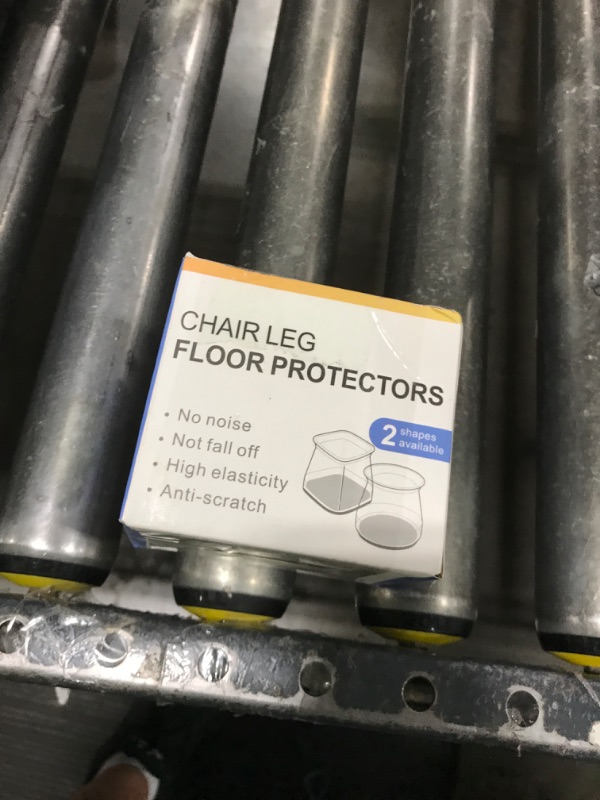 CHAIR LEG
FLOOR PROTECTORS
• No noise
• Not fall off
• High elasticity
• Anti-scratch
2 shapes
available